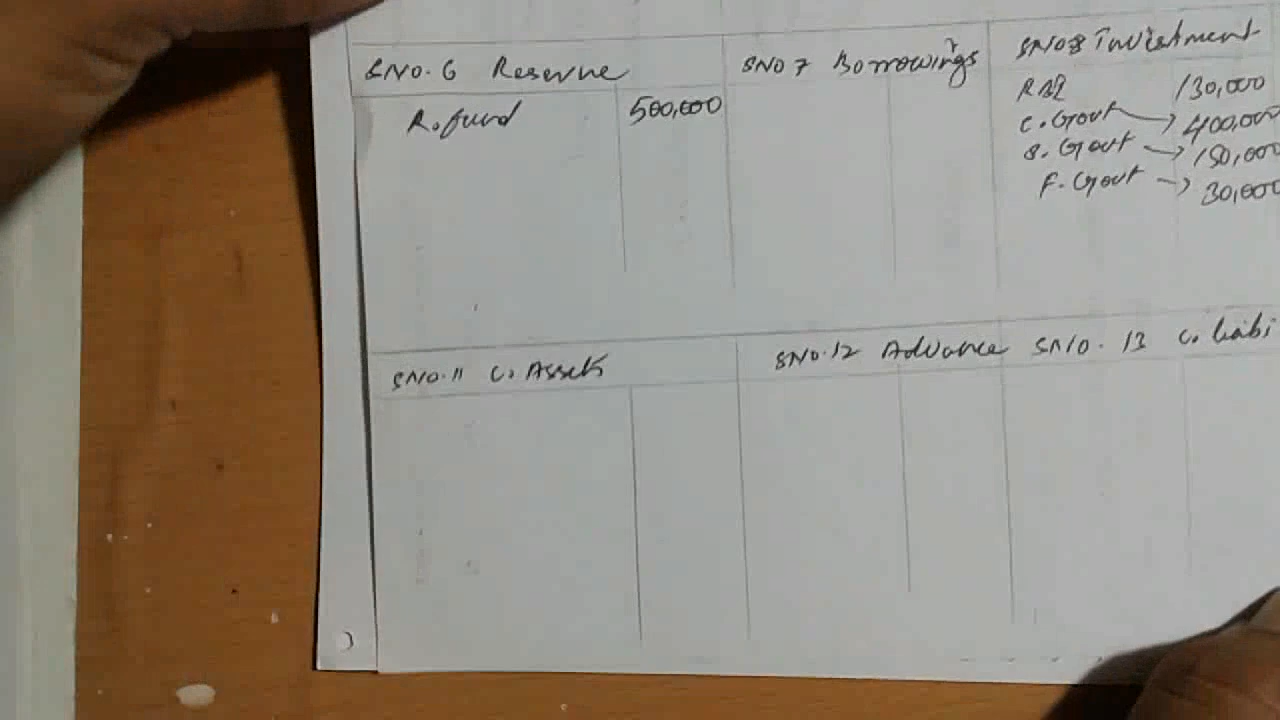 SNO.6 Reserve
R.fund 500,000
SNO 7 Borrowings
SNO 8 Investment
130,000
C.Govt → 400,000
S.Govt → 150,000
F.Govt → 30,000
SNO.11 C.Assets
SNO.12 Advance
SNO.13 C.liabi